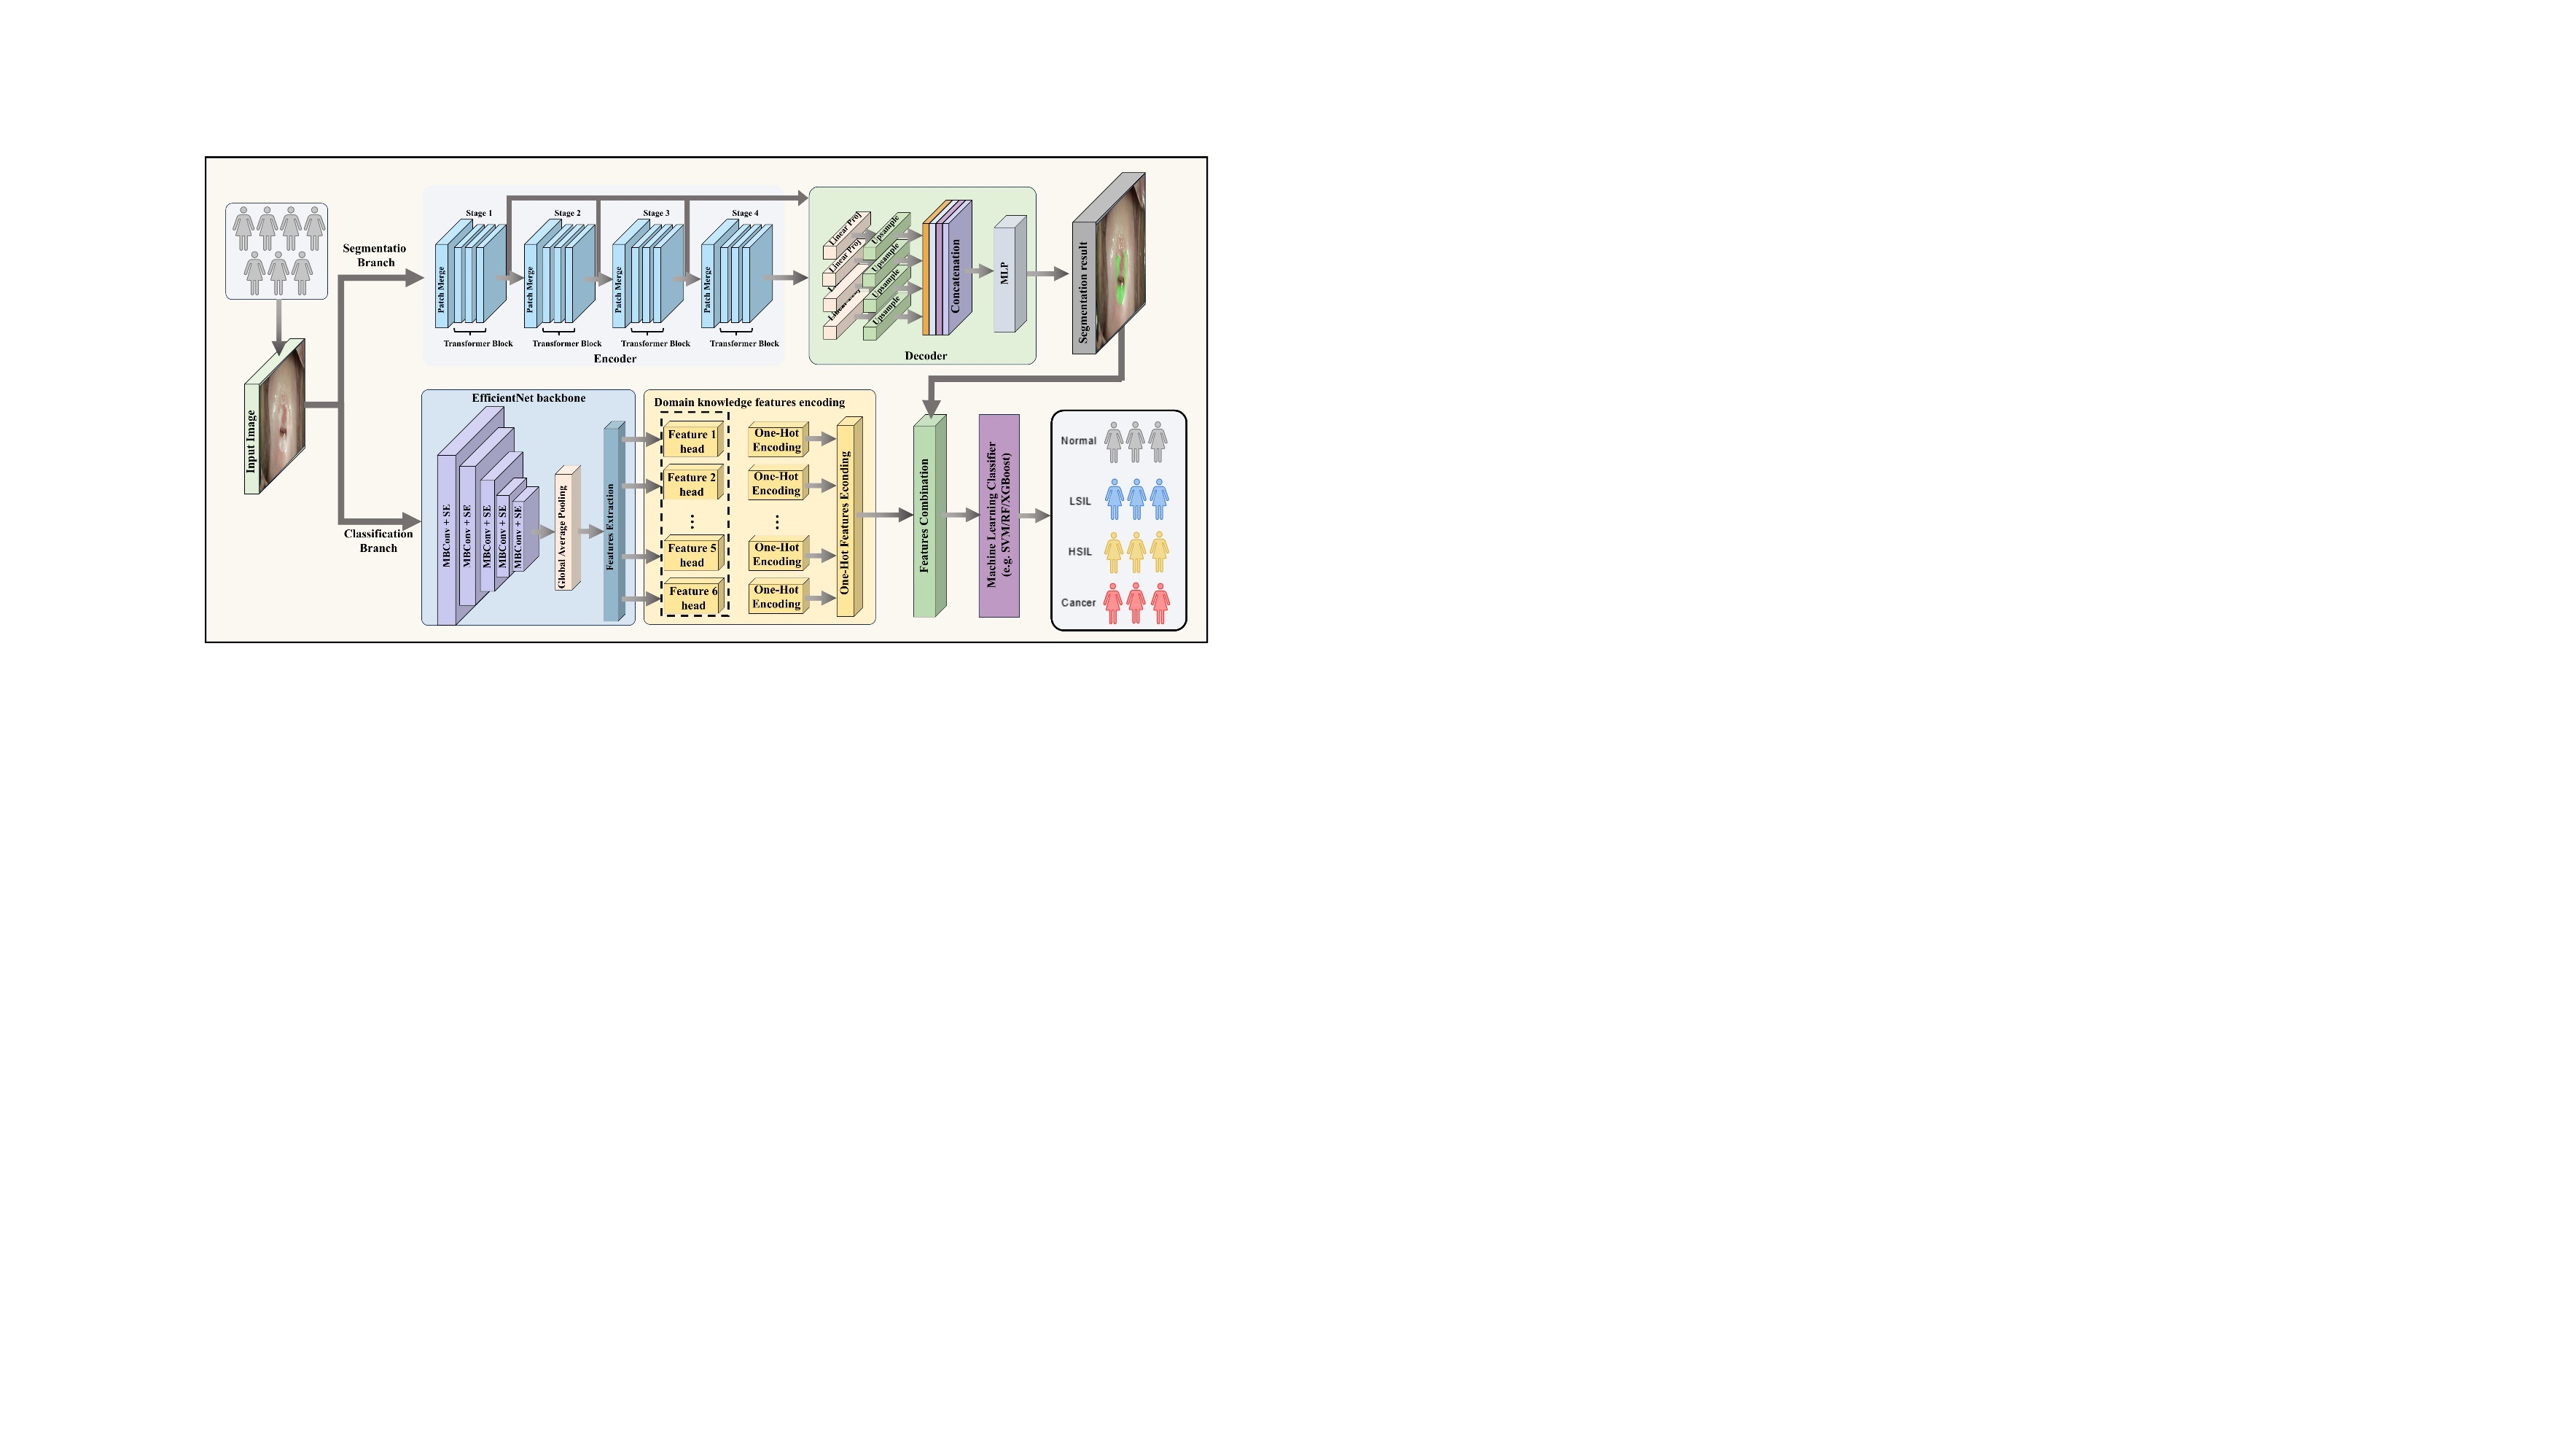 Segmentatio
Branch
Input Image
Classification
Branch
Stage 1
Stage 2
Stage 3
Stage 4
Patch Merge
Patch Merge
Patch Merge
Patch Merge
Transformer Block
Transformer Block
Transformer Block
Transformer Block
Encoder
Linear Proj
Linear Proj
Upsample
Upsample
Upsample
Upsample
Concatenation
MLP
Decoder
Segmentation result
EfficientNet backbone
MBConv + SE
MBConv + SE
MBConv + SE
MBConv + SE
MBConv + SE
Global Average Pooling
Features Extraction
Domain knowledge features encoding
Feature 1
head
Feature 2
head
⋮
Feature 5
head
Feature 6
head
One-Hot
Encoding
One-Hot
Encoding
⋮
One-Hot
Encoding
One-Hot
Encoding
One-Hot Features Econding
Features Combination
Machine Learning Classifier
(e.g. SVM/RF/XGBoost)
Normal
LSIL
HSIL
Cancer